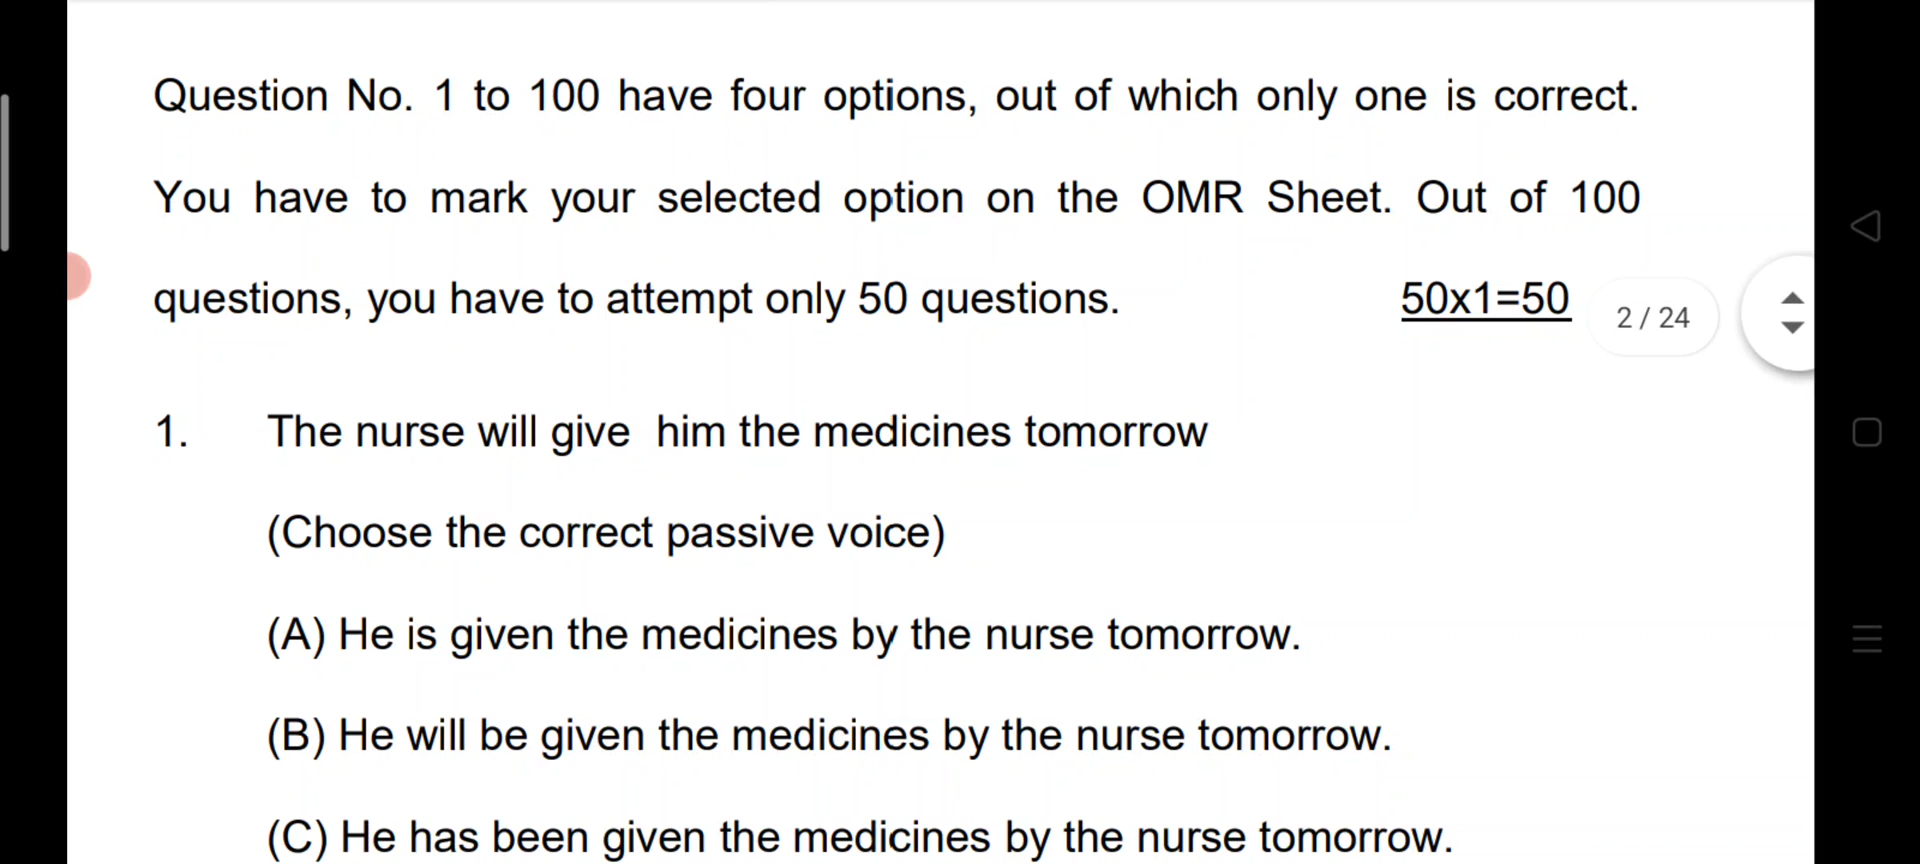 Question No. 1 to 100 have four options, out of which only one is correct.
You have to mark your selected option on the OMR Sheet. Out of 100
questions, you have to attempt only 50 questions. 50x1=50
2 / 24
1. The nurse will give  him the medicines tomorrow
(Choose the correct passive voice)
(A) He is given the medicines by the nurse tomorrow.
(B) He will be given the medicines by the nurse tomorrow.
(C) He has been given the medicines by the nurse tomorrow.